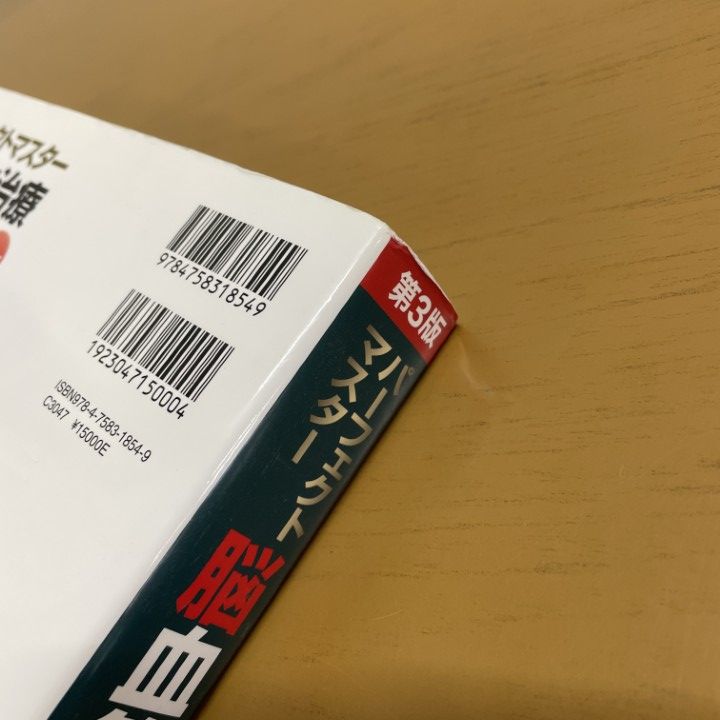 トマスター
治療
9784758318549
1923047150004
ISBN978-4-7583-1854-9
C3047 ¥15000E
第3版
パーフェクト
マスター
脳血